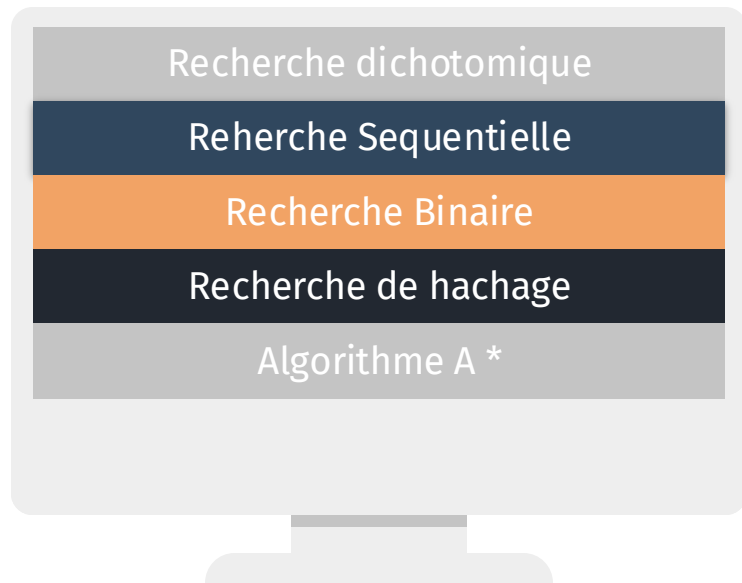 Recherche dichotomique
Reherche Sequentielle
Recherche Binaire
Recherche de hachage
Algorithme A *